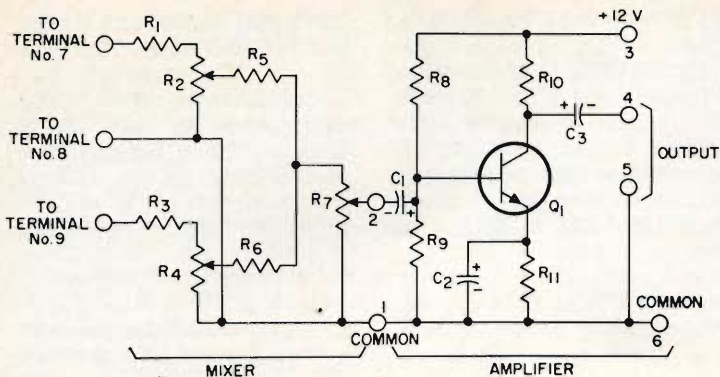 TO
TERMINAL
No. 7
R1
R2
R5
TO
TERMINAL
No. 8
TO
TERMINAL
No. 9
R3
R4
R6
R7
2
C1
- +
1
COMMON
MIXER
+12 V
3
R8
R10
+ -
C3
4
5
OUTPUT
Q1
R9
C2
+
-
R11
COMMON
6
AMPLIFIER